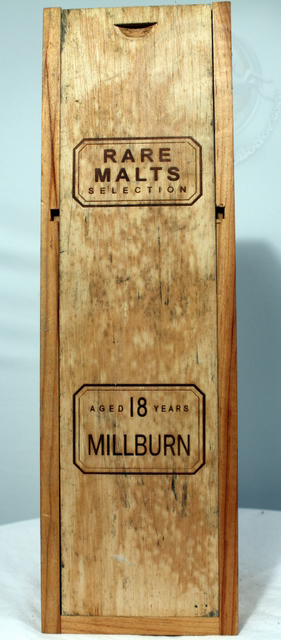 RARE
MALTS
SELECTION
AGED 18 YEARS
MILLBURN